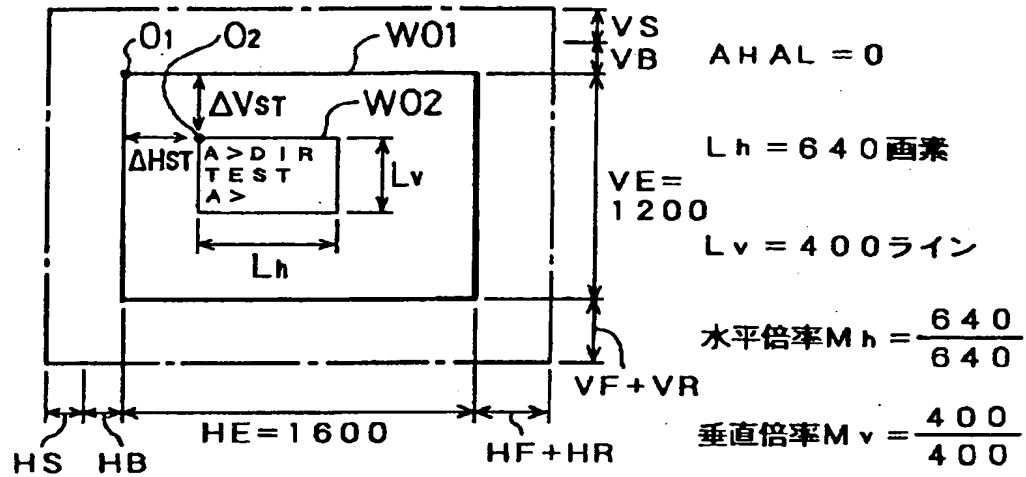 O1
O2
WO1
VS
VB
AHAL=0
ΔVST
WO2
ΔHST
A>DIR
TEST
A>
Lv
Lh
VE=
1200
Lh=640画素
Lv=400ライン
水平倍率Mh=640/640
VF+VR
HE=1600
HS
HB
HF+HR
垂直倍率Mv=400/400